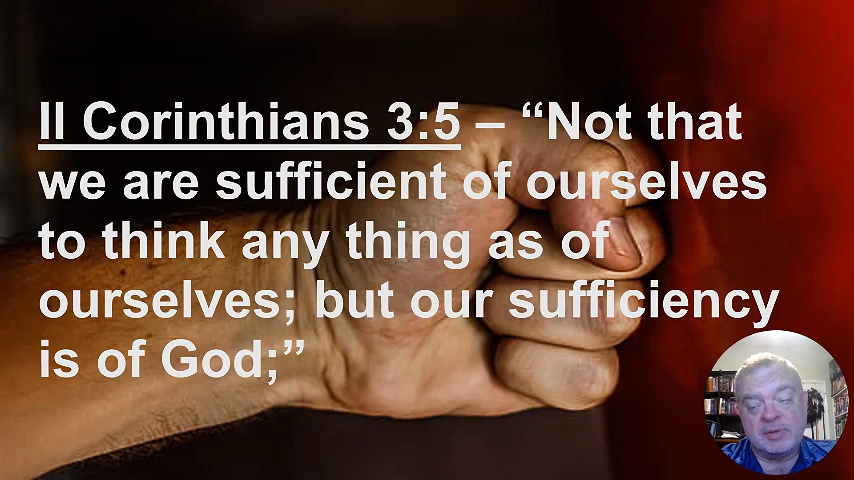 II Corinthians 3:5 – “Not that
we are sufficient of ourselves
to think any thing as of
ourselves; but our sufficiency
is of God;”